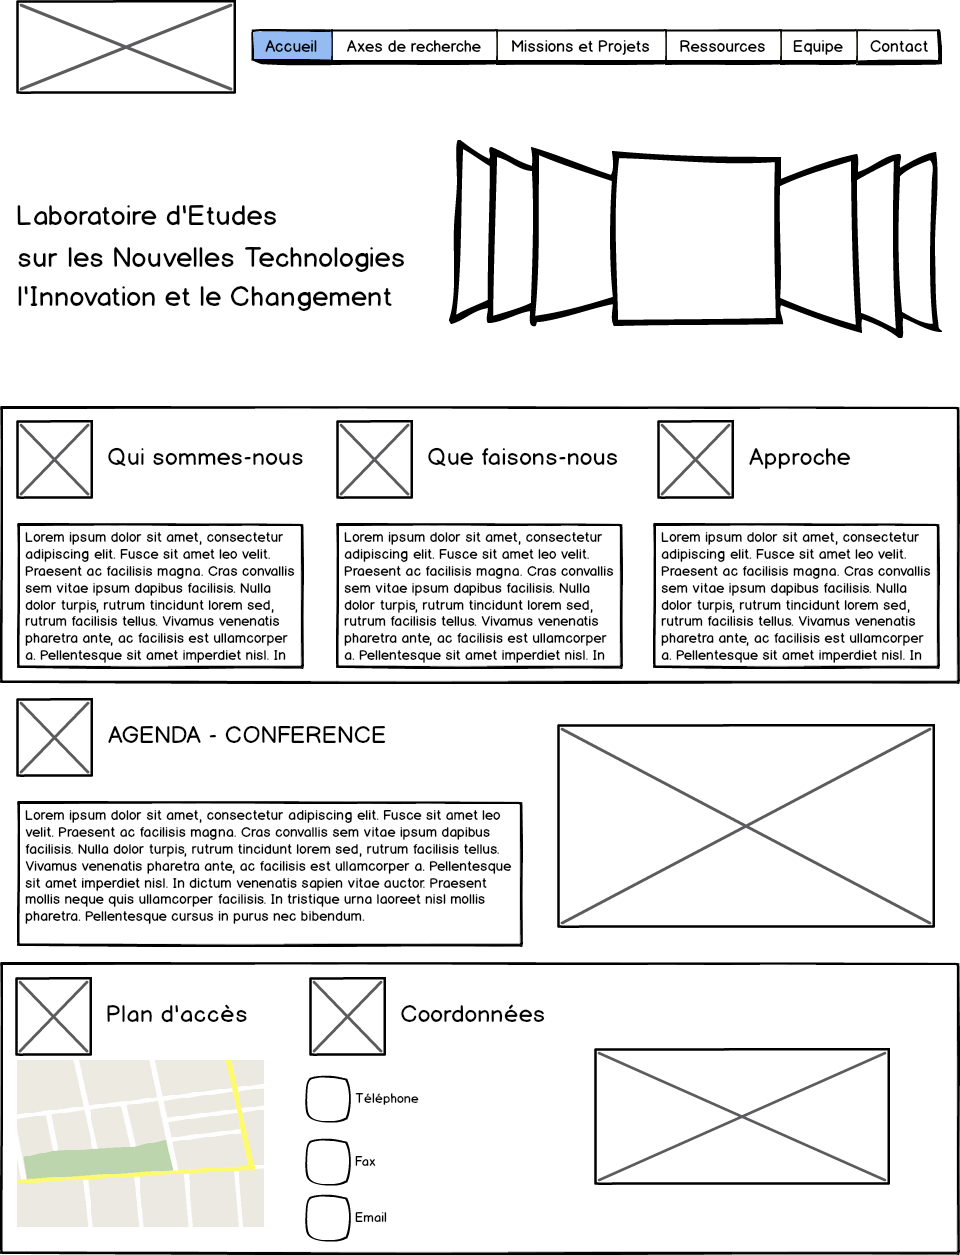 Accueil Axes de recherche Missions et Projets Ressources Equipe Contact
Laboratoire d'Etudes
sur les Nouvelles Technologies
l'Innovation et le Changement
Qui sommes-nous
Lorem ipsum dolor sit amet, consectetur
adipiscing elit. Fusce sit amet leo velit.
Praesent ac facilisis magna. Cras convallis
sem vitae ipsum dapibus facilisis. Nulla
dolor turpis, rutrum tincidunt lorem sed,
rutrum facilisis tellus. Vivamus venenatis
pharetra ante, ac facilisis est ullamcorper
a. Pellentesque sit amet imperdiet nisl. In
Que faisons-nous
Lorem ipsum dolor sit amet, consectetur
adipiscing elit. Fusce sit amet leo velit.
Praesent ac facilisis magna. Cras convallis
sem vitae ipsum dapibus facilisis. Nulla
dolor turpis, rutrum tincidunt lorem sed,
rutrum facilisis tellus. Vivamus venenatis
pharetra ante, ac facilisis est ullamcorper
a. Pellentesque sit amet imperdiet nisl. In
Approche
Lorem ipsum dolor sit amet, consectetur
adipiscing elit. Fusce sit amet leo velit.
Praesent ac facilisis magna. Cras convallis
sem vitae ipsum dapibus facilisis. Nulla
dolor turpis, rutrum tincidunt lorem sed,
rutrum facilisis tellus. Vivamus venenatis
pharetra ante, ac facilisis est ullamcorper
a. Pellentesque sit amet imperdiet nisl. In
AGENDA - CONFERENCE
Lorem ipsum dolor sit amet, consectetur adipiscing elit. Fusce sit amet leo
velit. Praesent ac facilisis magna. Cras convallis sem vitae ipsum dapibus
facilisis. Nulla dolor turpis, rutrum tincidunt lorem sed, rutrum facilisis tellus.
Vivamus venenatis pharetra ante, ac facilisis est ullamcorper a. Pellentesque
sit amet imperdiet nisl. In dictum venenatis sapien vitae auctor. Praesent
mollis neque quis ullamcorper facilisis. In tristique urna laoreet nisl mollis
pharetra. Pellentesque cursus in purus nec bibendum.
Plan d'accès
Coordonnées
Téléphone
Fax
Email